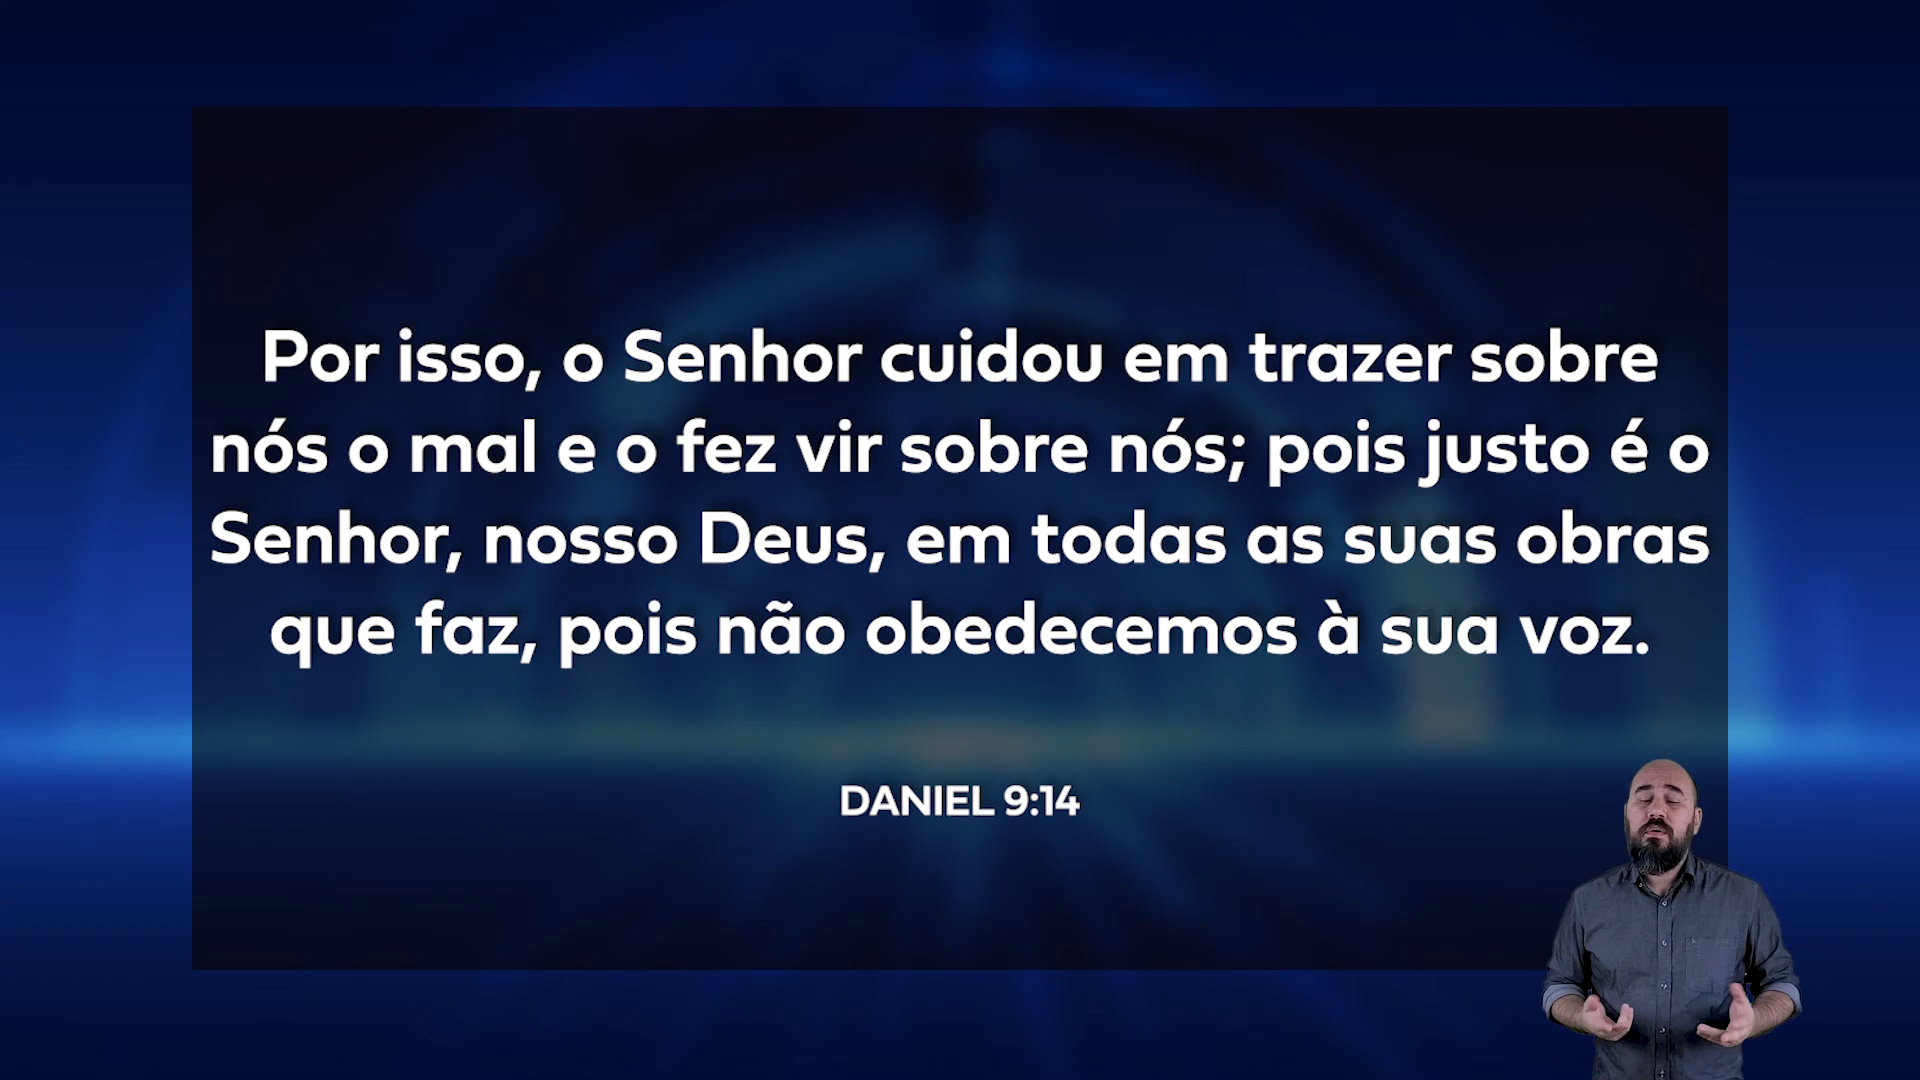 Por isso, o Senhor cuidou em trazer sobre
nós o mal e o fez vir sobre nós; pois justo é o
Senhor, nosso Deus, em todas as suas obras
que faz, pois não obedecemos à sua voz.
DANIEL 9:14